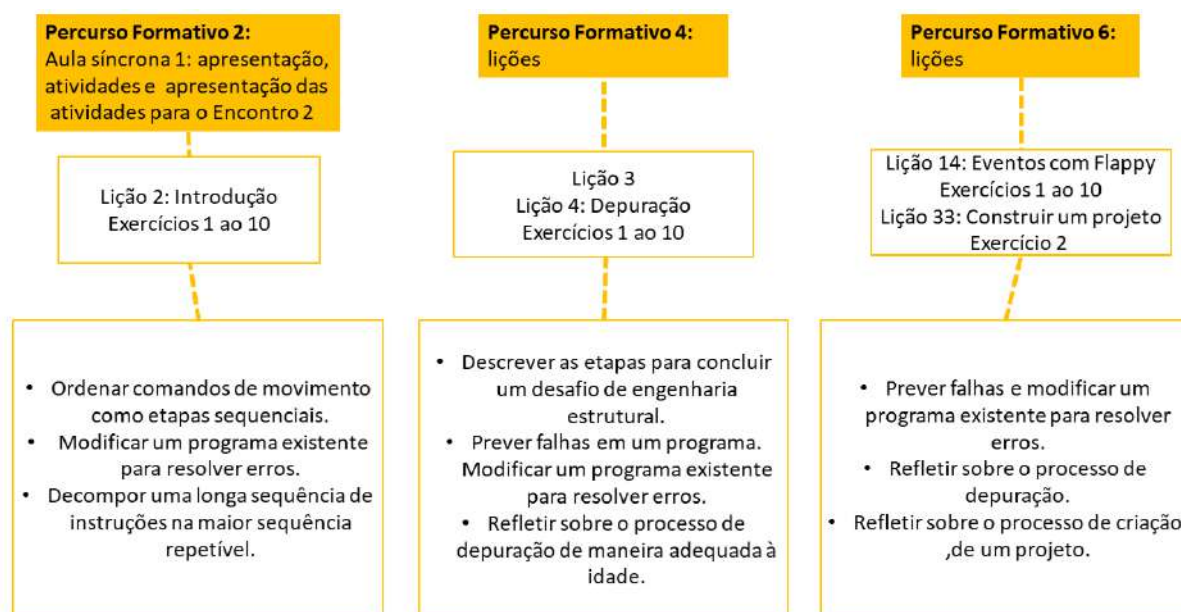 Percurso Formativo 2:
Aula síncrona 1: apresentação,
atividades e apresentação das
atividades para o Encontro 2
Lição 2: Introdução
Exercícios 1 ao 10
• Ordenar comandos de movimento
como etapas sequenciais.
• Modificar um programa existente
para resolver erros.
• Decompor uma longa sequência de
instruções na maior sequência
repetível.
Percurso Formativo 4:
lições
Lição 3
Lição 4: Depuração
Exercícios 1 ao 10
• Descrever as etapas para concluir
um desafio de engenharia
estrutural.
• Prever falhas em um programa.
Modificar um programa existente
para resolver erros.
• Refletir sobre o processo de
depuração de maneira adequada à
idade.
Percurso Formativo 6:
lições
Lição 14: Eventos com Flappy
Exercícios 1 ao 10
Lição 33: Construir um projeto
Exercício 2
• Prever falhas e modificar um
programa existente para resolver
erros.
• Refletir sobre o processo de
depuração.
• Refletir sobre o processo de criação
,de um projeto.